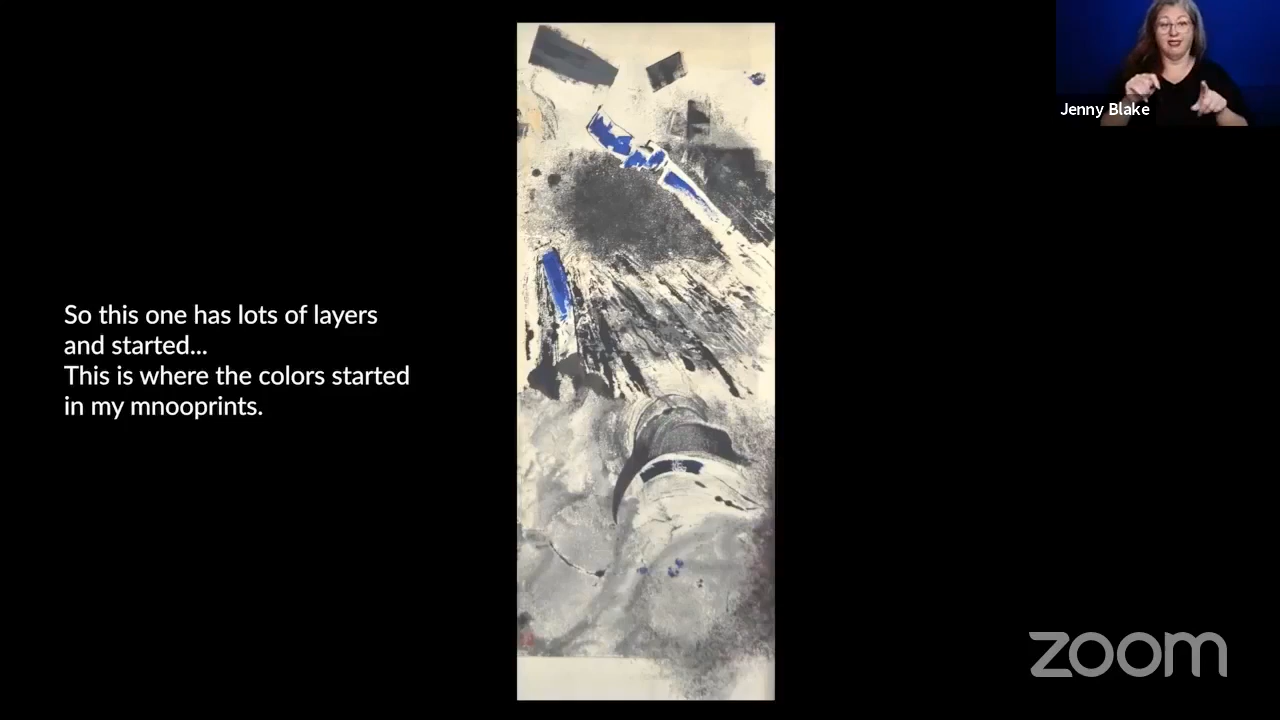 So this one has lots of layers
and started...
This is where the colors started
in my mnooprints.
Jenny Blake
zoom